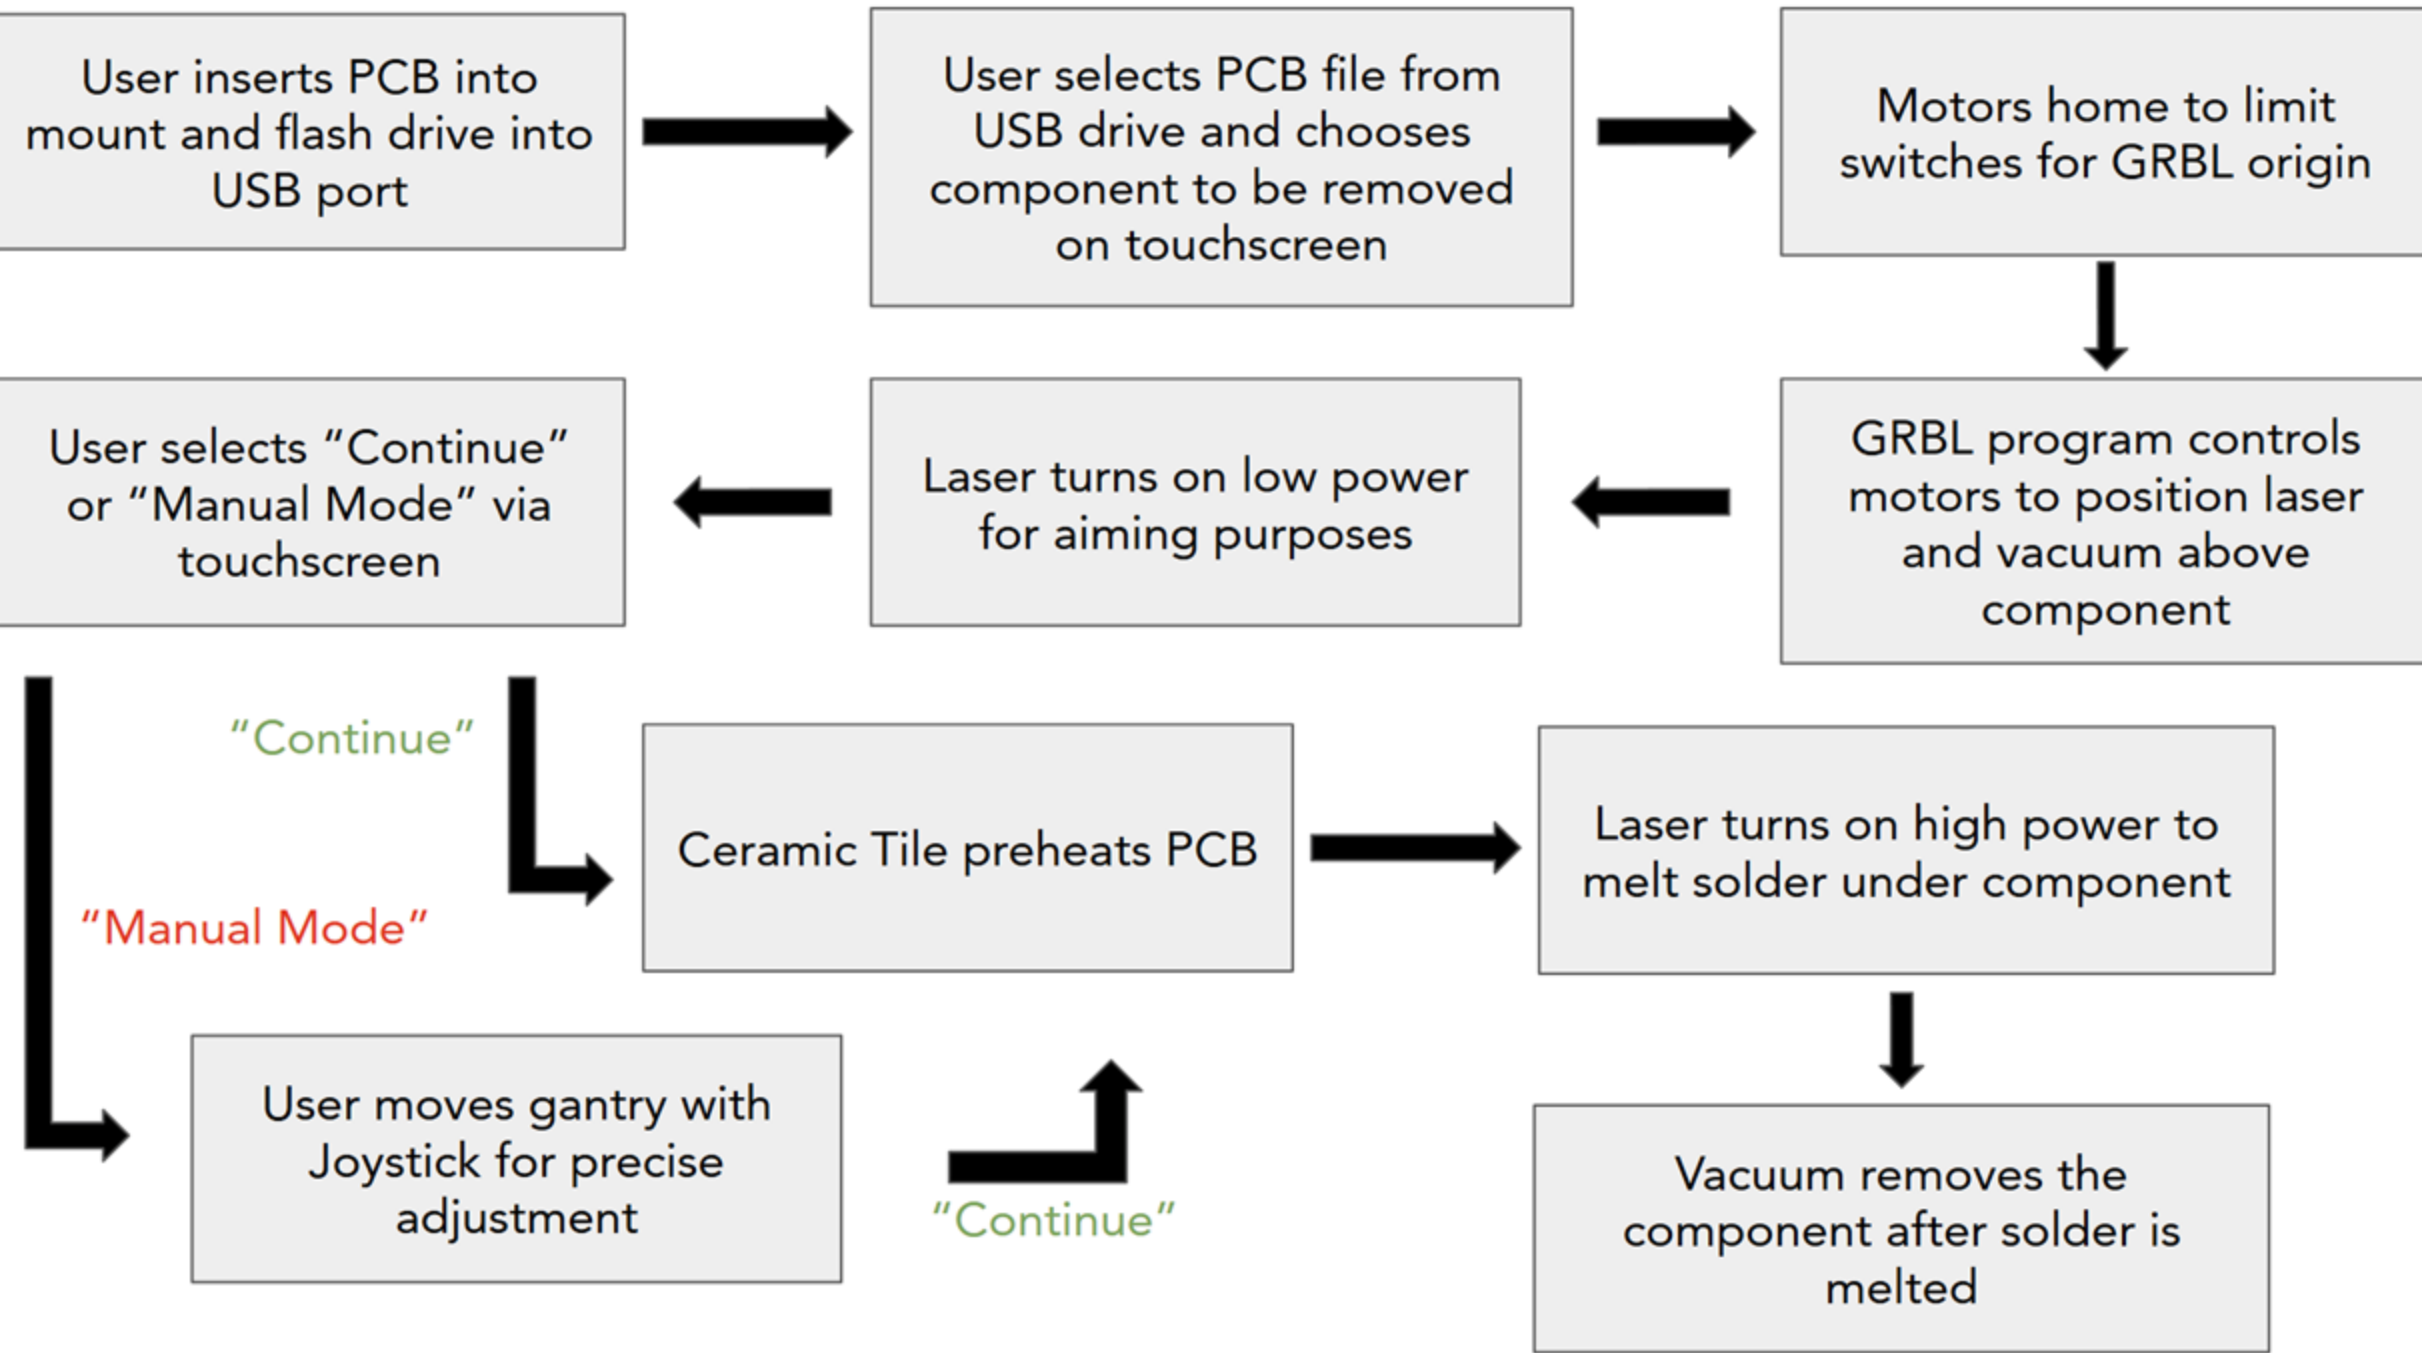 User inserts PCB into
mount and flash drive into
USB port
User selects PCB file from
USB drive and chooses
component to be removed
on touchscreen
Motors home to limit
switches for GRBL origin
GRBL program controls
motors to position laser
and vacuum above
component
Laser turns on low power
for aiming purposes
User selects “Continue”
or “Manual Mode” via
touchscreen
“Continue”
“Manual Mode”
Ceramic Tile preheats PCB
Laser turns on high power to
melt solder under component
User moves gantry with
Joystick for precise
adjustment
“Continue”
Vacuum removes the
component after solder is
melted